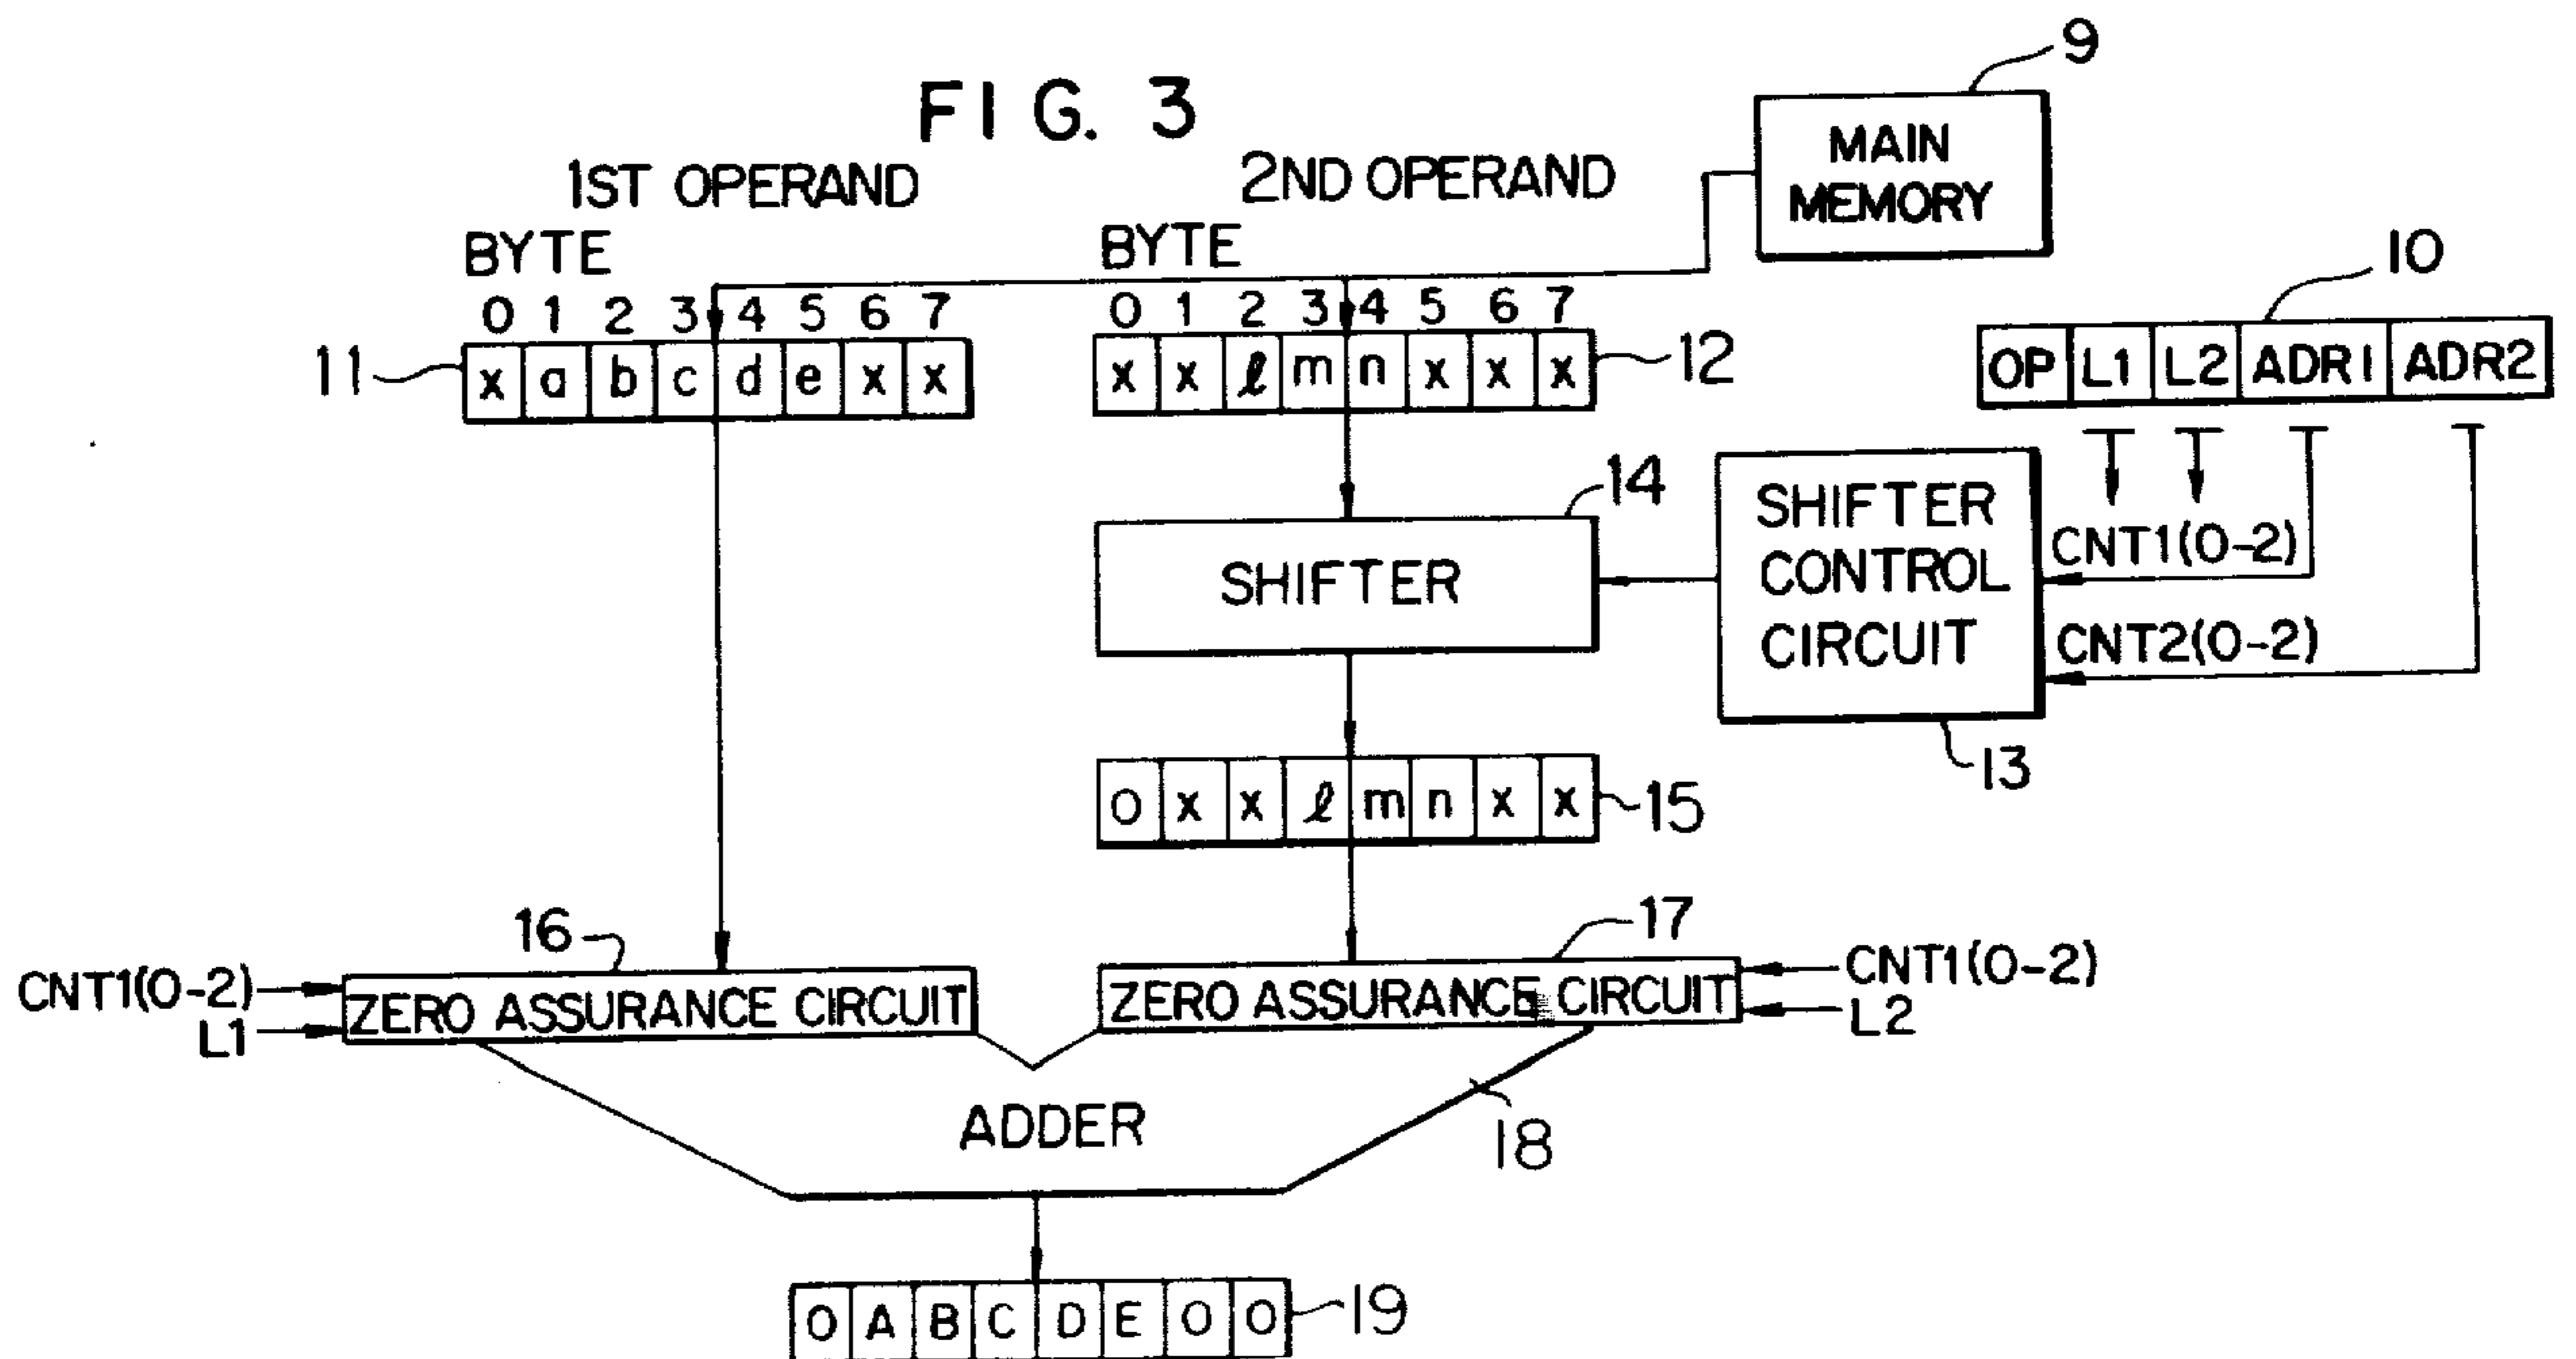 FIG. 3
9
MAIN
MEMORY
1ST OPERAND
2ND OPERAND
BYTE
BYTE
0 1 2 3 4 5 6 7
0 1 2 3 4 5 6 7
10
11
x a b c d e x x
x x ℓ m n x x x
12
OP L1 L2 ADR1 ADR2
14
SHIFTER
SHIFTER
CONTROL
CIRCUIT
CNT1(0-2)
CNT2(0-2)
13
0 x x ℓ m n x x
15
16
17
CNT1(0-2)
L1
ZERO ASSURANCE CIRCUIT
ZERO ASSURANCE CIRCUIT
CNT1(0-2)
L2
ADDER
18
0 A B C D E 0 0
19